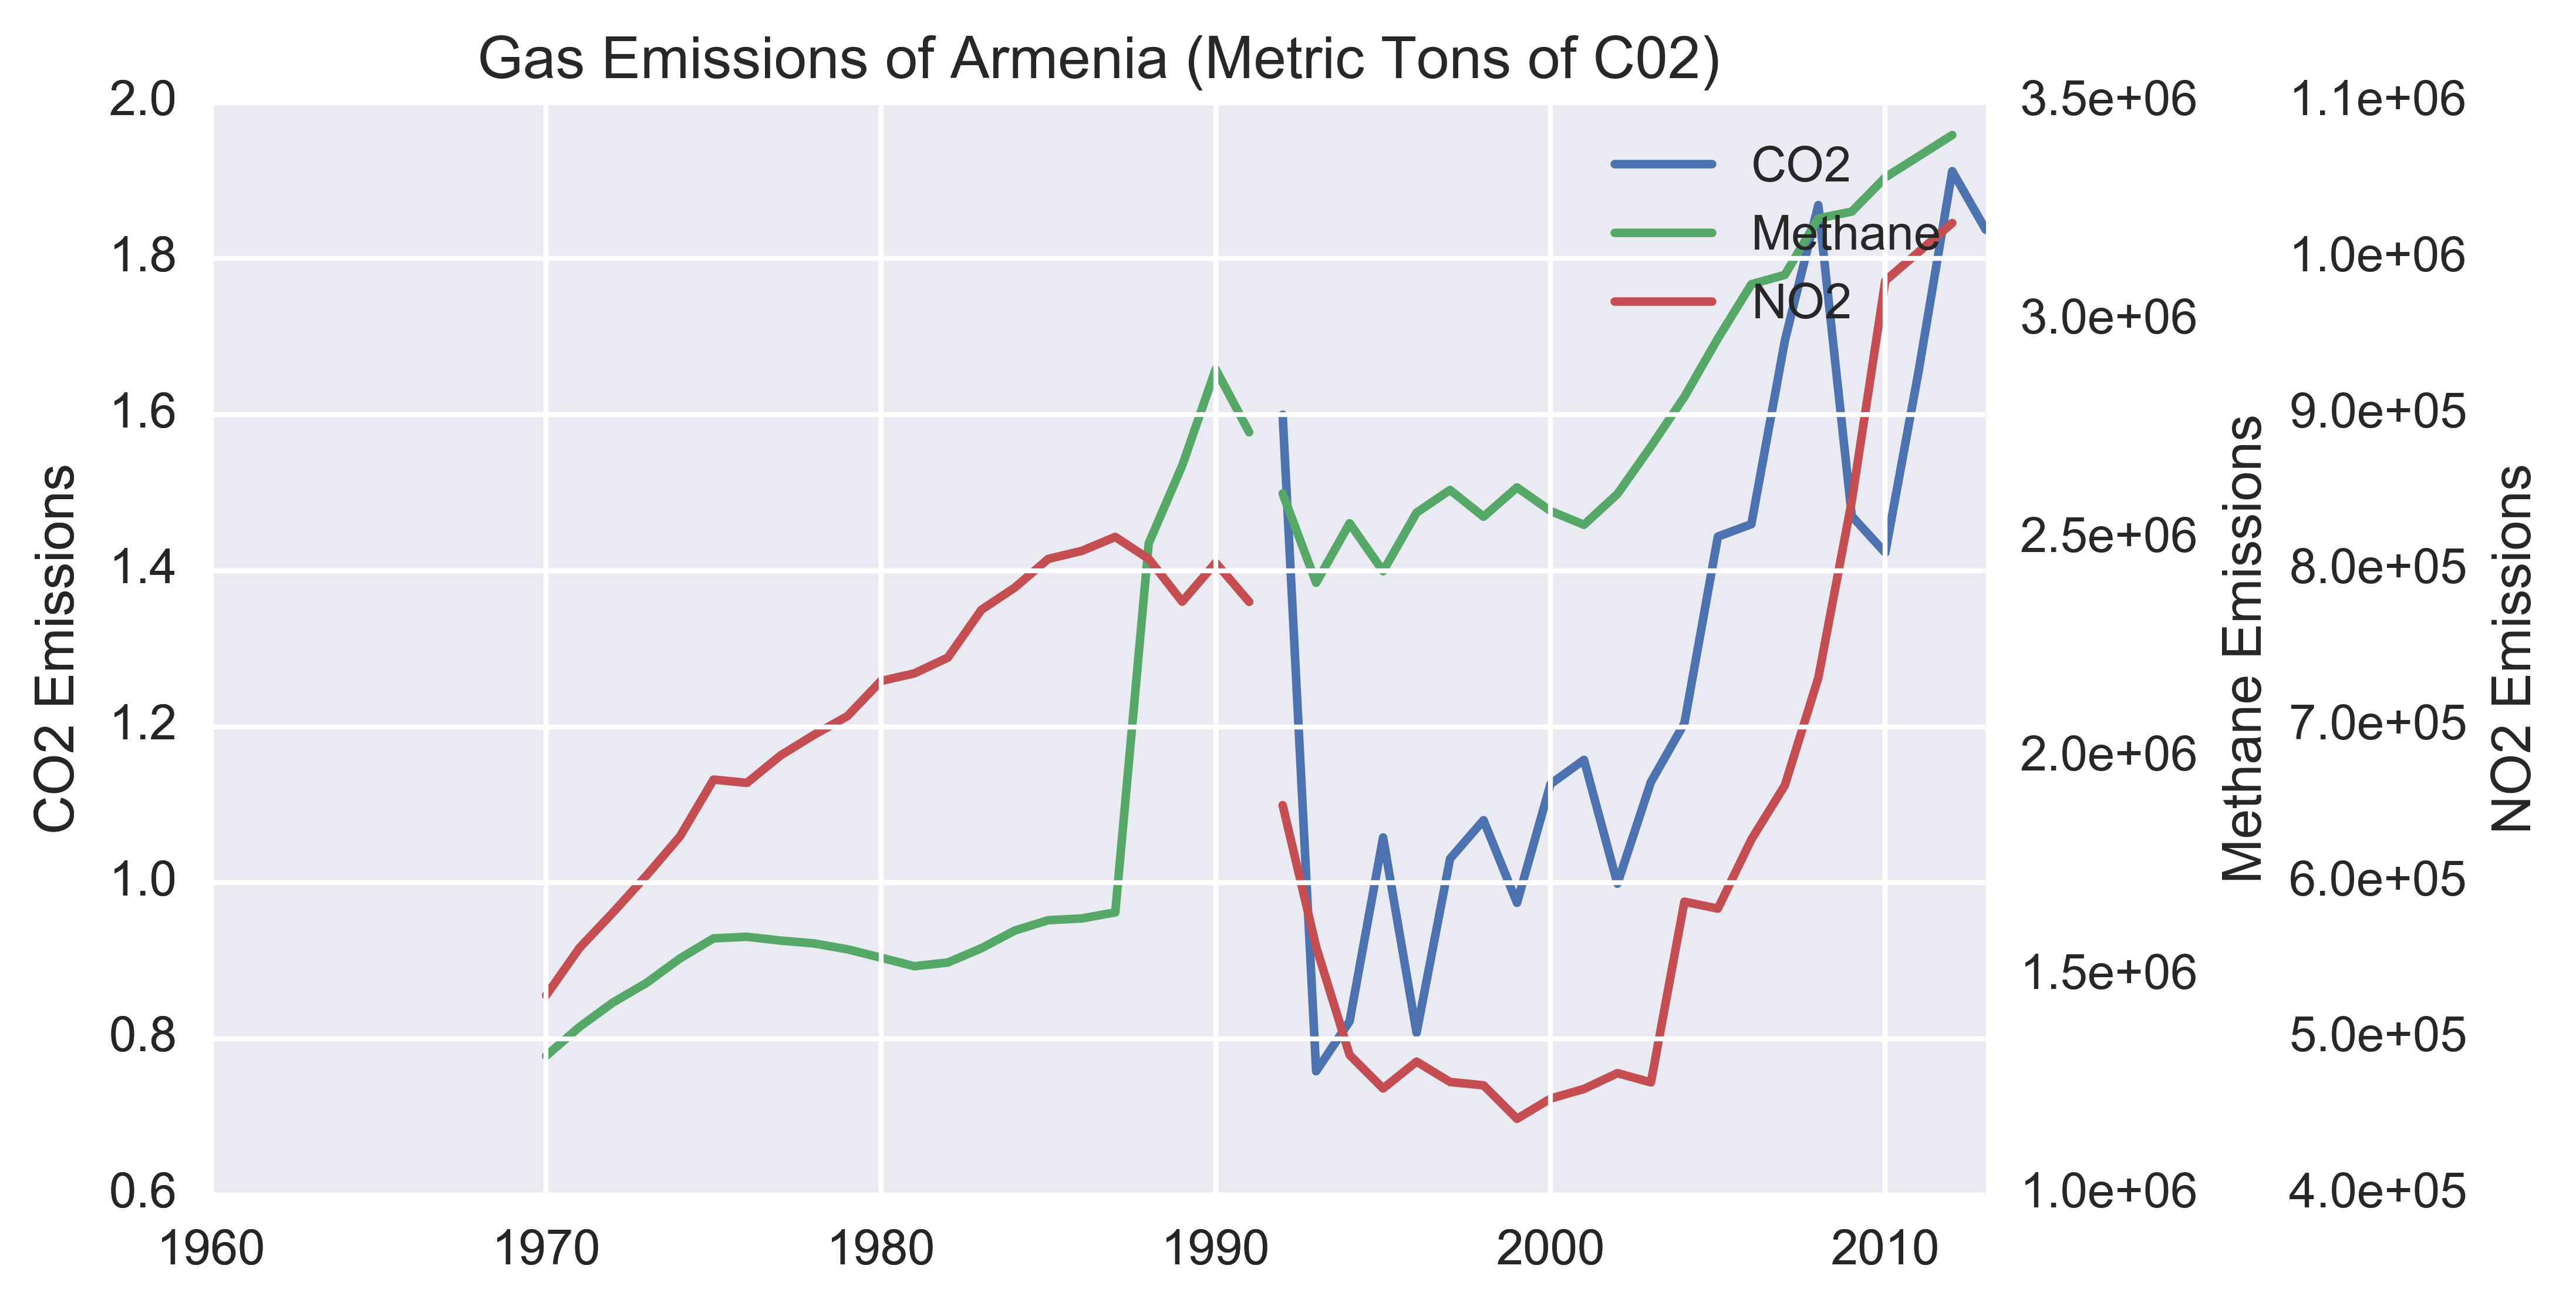 Gas Emissions of Armenia (Metric Tons of C02)
2.0
1.8
1.6
1.4
1.2
1.0
0.8
0.6
CO2 Emissions
1960
1970
1980
1990
2000
2010
CO2
Methane
NO2
3.5e+06
3.0e+06
2.5e+06
2.0e+06
1.5e+06
1.0e+06
Methane Emissions
1.1e+06
1.0e+06
9.0e+05
8.0e+05
7.0e+05
6.0e+05
5.0e+05
4.0e+05
NO2 Emissions